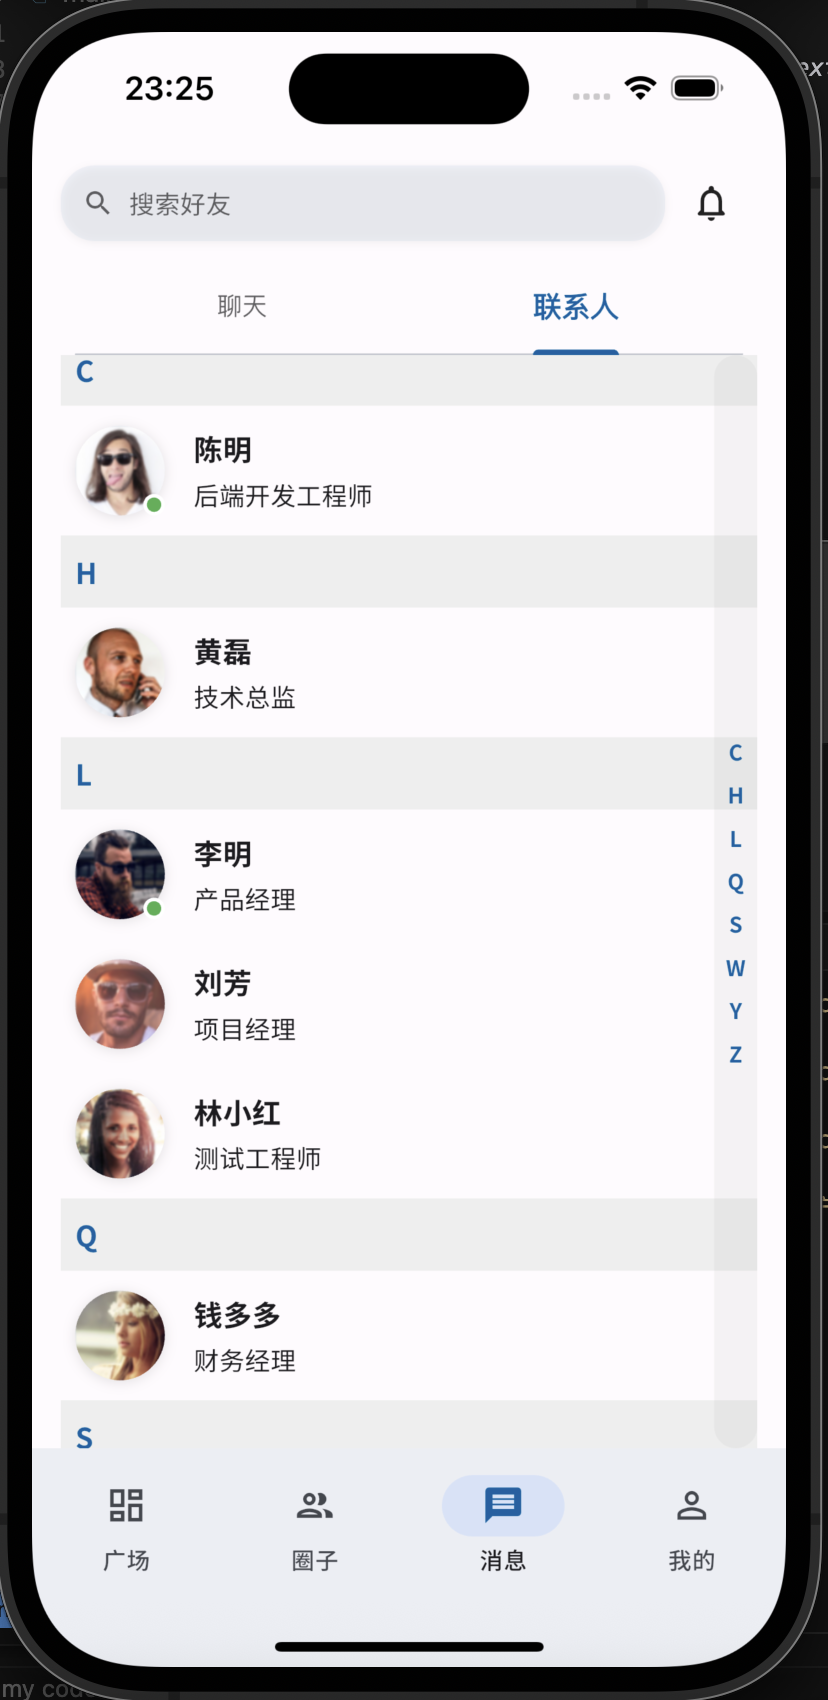 23:25
搜索好友
聊天
联系人
C
陈明
后端开发工程师
H
黄磊
技术总监
L
李明
产品经理
刘芳
项目经理
林小红
测试工程师
Q
钱多多
财务经理
S
C
H
L
Q
S
W
Y
Z
广场
圈子
消息
我的
my cod